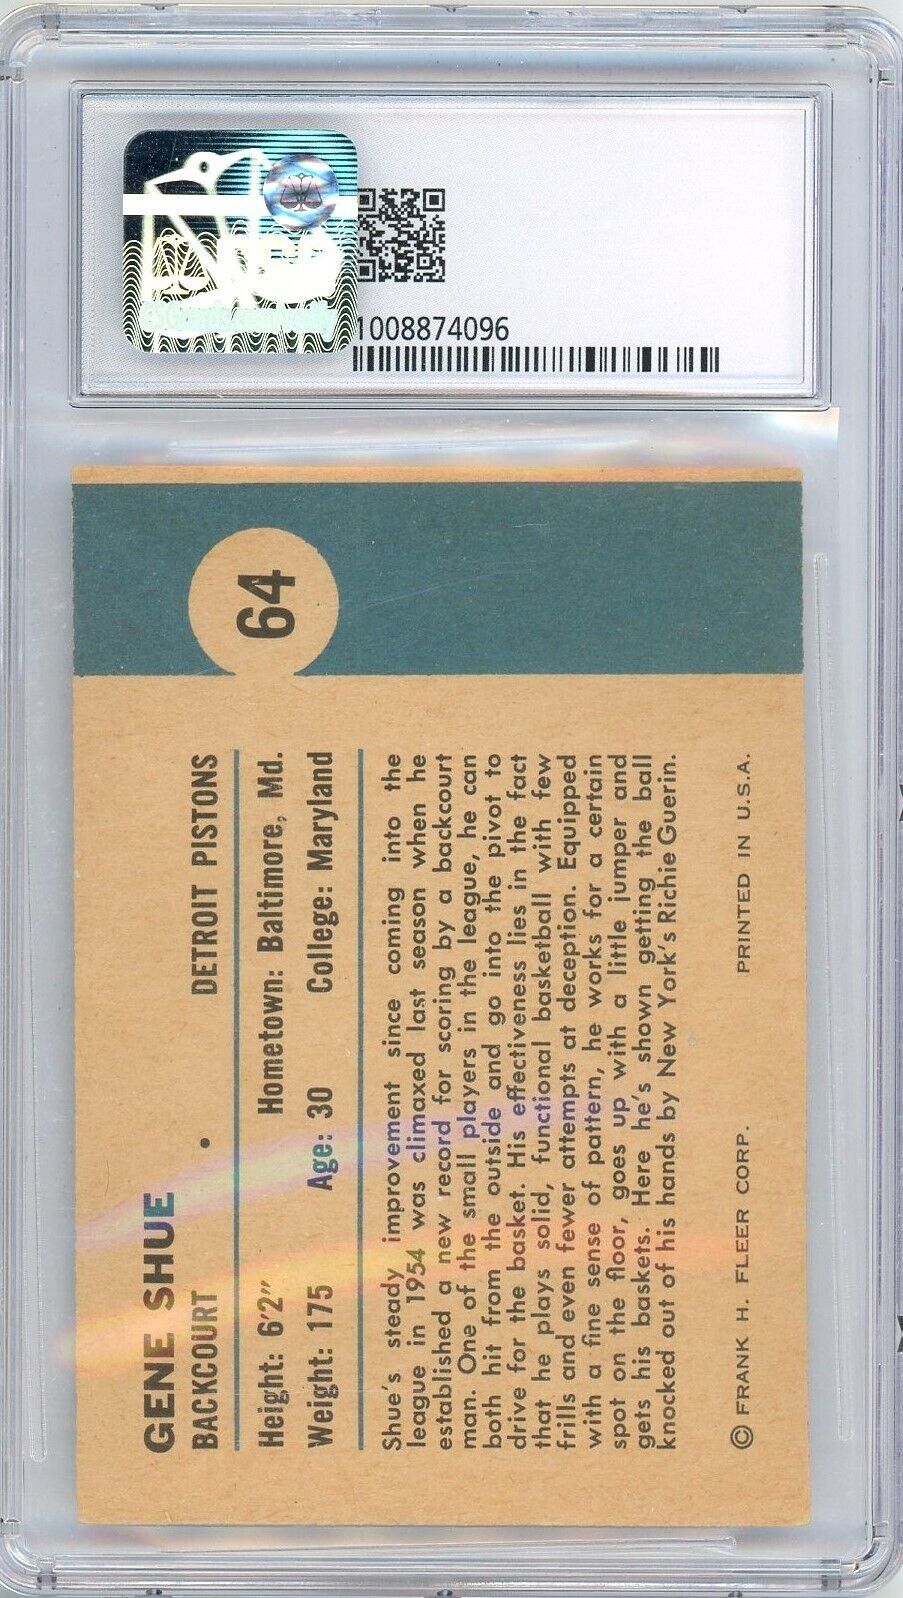 1008874096
64
GENE SHUE
BACKCOURT • DETROIT PISTONS
Height: 6'2" Hometown: Baltimore, Md.
Weight: 175 Age: 30 College: Maryland
Shue's steady improvement since coming into the
league in 1954 was climaxed last season when he
established a new record for scoring by a backcourt
man. One of the small players in the league, he can
both hit from the outside and go into the pivot to
drive for the basket. His effectiveness lies in the fact
that he plays solid, functional basketball with few
frills and even fewer attempts at deception. Equipped
with a fine sense of pattern, he works for a certain
spot on the floor, goes up with a little jumper and
gets his baskets. Here he's shown getting the ball
knocked out of his hands by New York's Richie Guerin.
© FRANK H. FLEER CORP. PRINTED IN U.S.A.